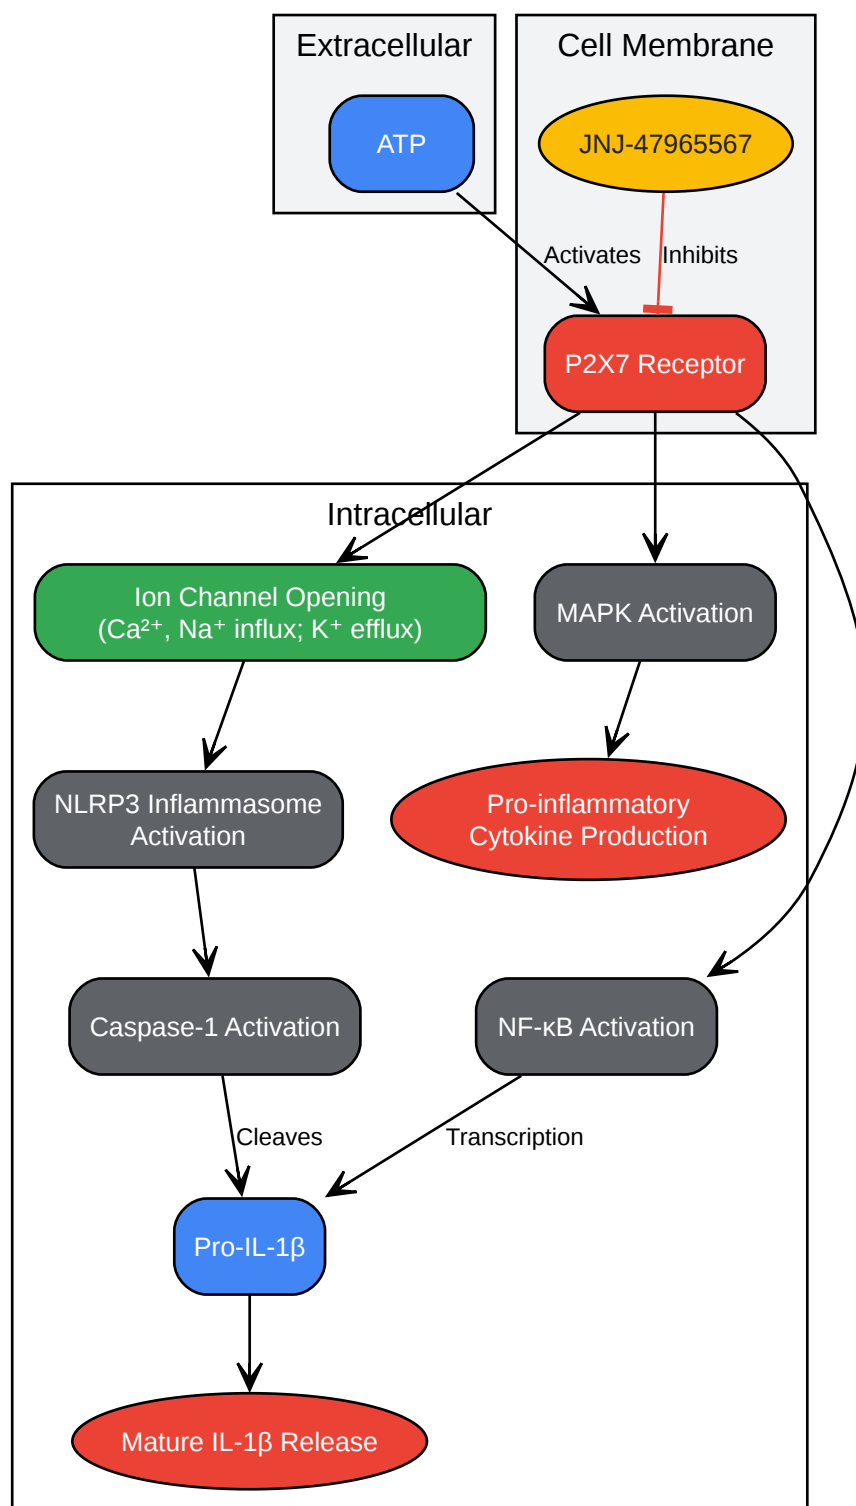 Extracellular
Cell Membrane
ATP
JNJ-47965567
Activates
Inhibits
P2X7 Receptor
Intracellular
Ion Channel Opening
(Ca²⁺, Na⁺ influx; K⁺ efflux)
MAPK Activation
NLRP3 Inflammasome
Activation
Pro-inflammatory
Cytokine Production
Caspase-1 Activation
NF-κB Activation
Cleaves
Transcription
Pro-IL-1β
Mature IL-1β Release